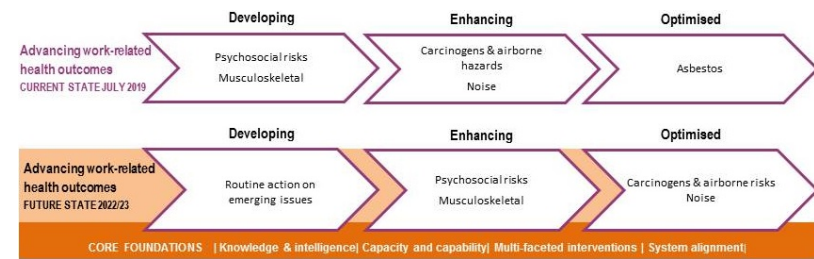 Developing
Enhancing
Optimised
Advancing work-related
health outcomes
CURRENT STATE JULY 2019
Psychosocial risks
Musculoskeletal
Carcinogens & airborne
hazards
Noise
Asbestos
Developing
Enhancing
Optimised
Advancing work-related
health outcomes
FUTURE STATE 2022/23
Routine action on
emerging issues
Psychosocial risks
Musculoskeletal
Carcinogens & airborne risks
Noise
CORE FOUNDATIONS | Knowledge & intelligence| Capacity and capability| Multi-faceted interventions | System alignment|